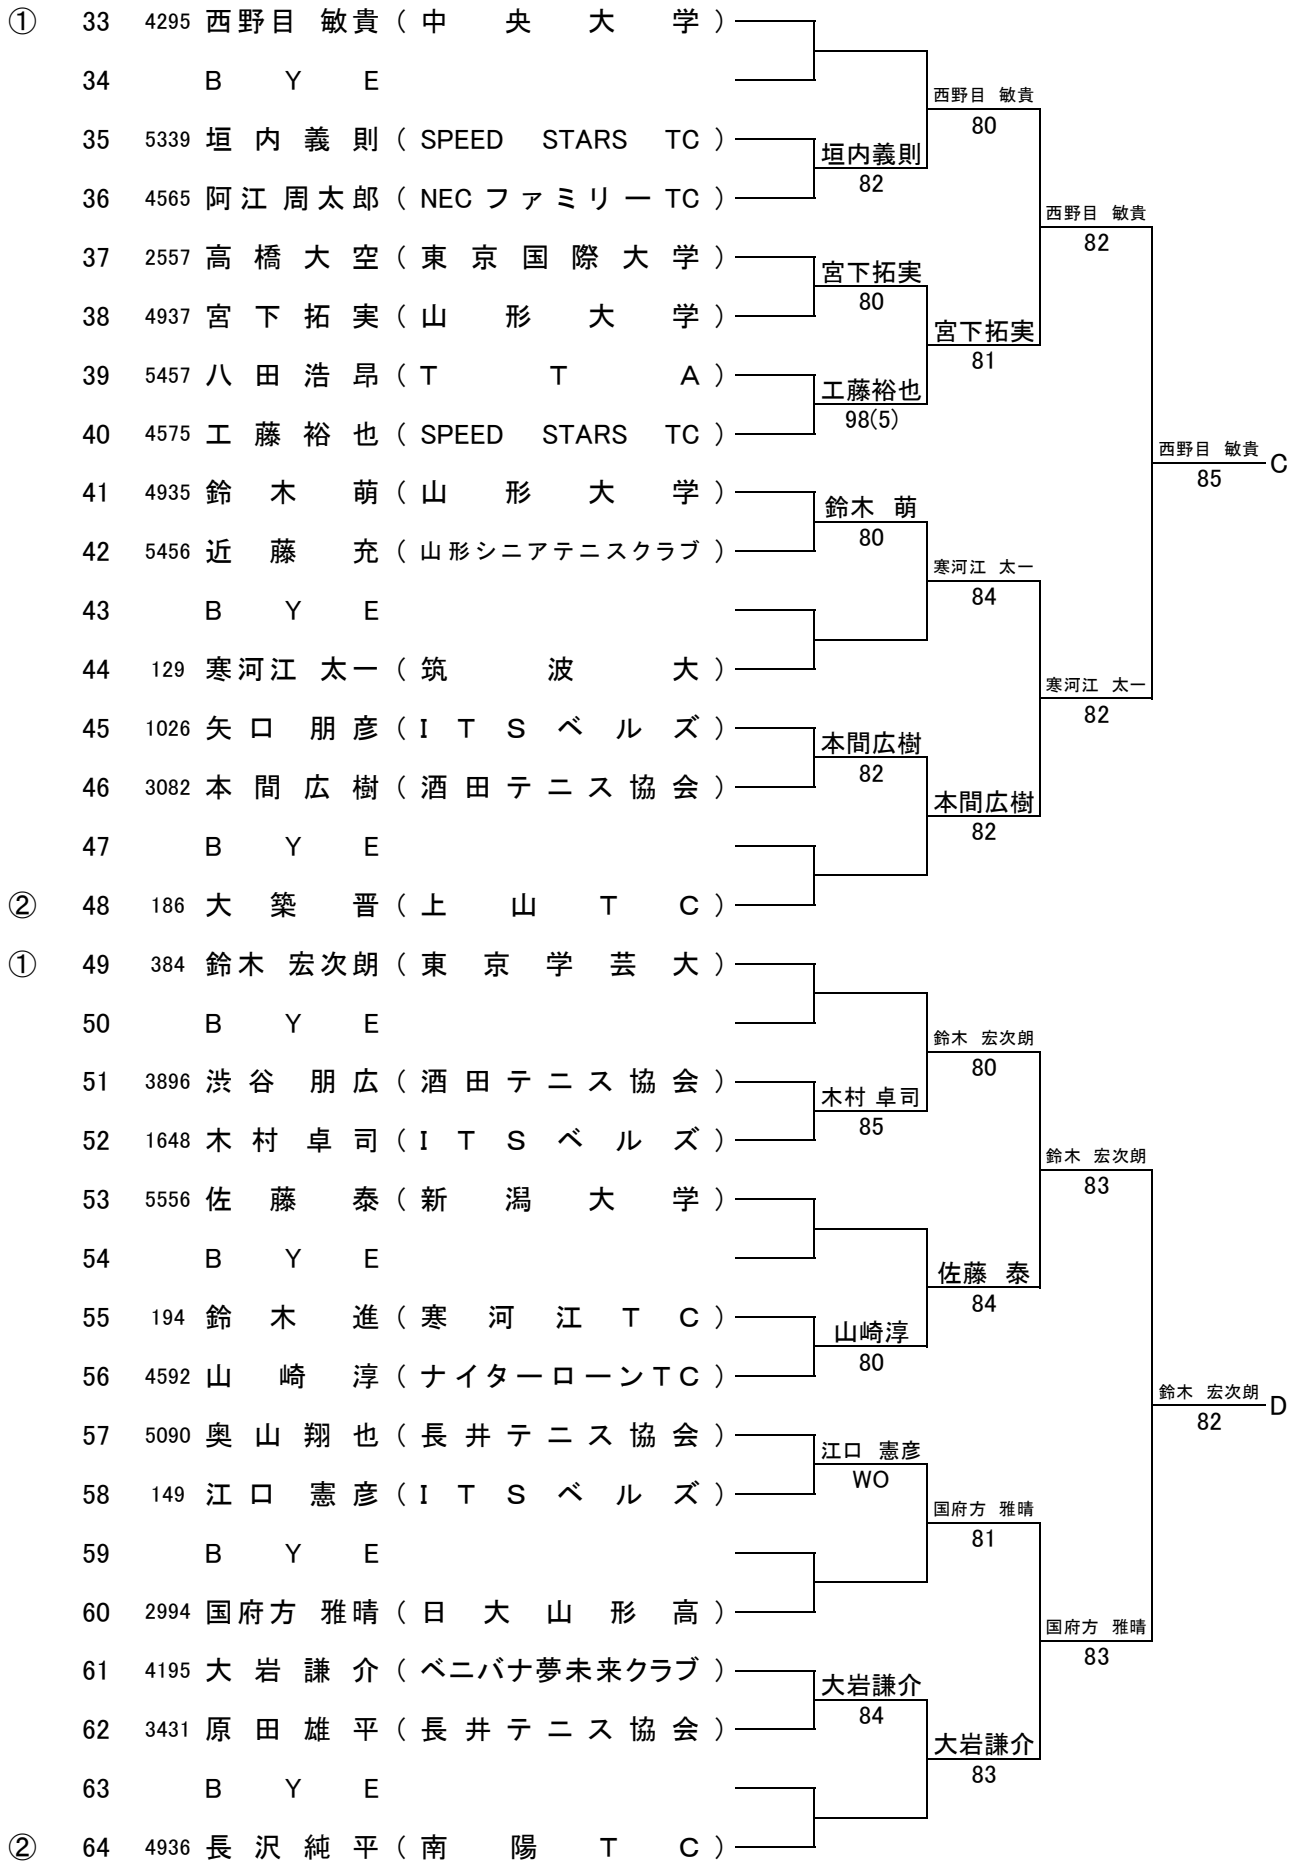 ① 33 4295 西野目 敏貴 ( 中央大学 )
34 BYE
西野目 敏貴
80
35 5339 垣内義則 ( SPEED STARS TC )
垣内義則
82
36 4565 阿江周太郎 ( NECファミリーTC )
西野目 敏貴
82
37 2557 高橋大空 ( 東京国際大学 )
宮下拓実
80
38 4937 宮下拓実 ( 山形大学 )
宮下拓実
81
39 5457 八田浩昂 ( TTA )
工藤裕也
98(5)
40 4575 工藤裕也 ( SPEED STARS TC )
西野目 敏貴 C
85
41 4935 鈴木萌 ( 山形大学 )
鈴木 萌
80
42 5456 近藤充 ( 山形シニアテニスクラブ )
寒河江 太一
84
43 BYE
44 129 寒河江 太一 ( 筑波大 )
寒河江 太一
82
45 1026 矢口朋彦 ( ITSベルズ )
本間広樹
82
46 3082 本間広樹 ( 酒田テニス協会 )
本間広樹
82
47 BYE
② 48 186 大築晋 ( 上山TC )
① 49 384 鈴木 宏次朗 ( 東京学芸大 )
50 BYE
鈴木 宏次朗
80
51 3896 渋谷朋広 ( 酒田テニス協会 )
木村 卓司
85
52 1648 木村卓司 ( ITSベルズ )
鈴木 宏次朗
83
53 5556 佐藤泰 ( 新潟大学 )
54 BYE
佐藤 泰
84
55 194 鈴木進 ( 寒河江TC )
山崎淳
80
56 4592 山崎淳 ( ナイターローンTC )
鈴木 宏次朗 D
82
57 5090 奥山翔也 ( 長井テニス協会 )
江口 憲彦
WO
58 149 江口憲彦 ( ITSベルズ )
国府方 雅晴
81
59 BYE
60 2994 国府方 雅晴 ( 日大山形高 )
国府方 雅晴
83
61 4195 大岩謙介 ( ベニバナ夢未来クラブ )
大岩謙介
84
62 3431 原田雄平 ( 長井テニス協会 )
大岩謙介
83
63 BYE
② 64 4936 長沢純平 ( 南陽TC )